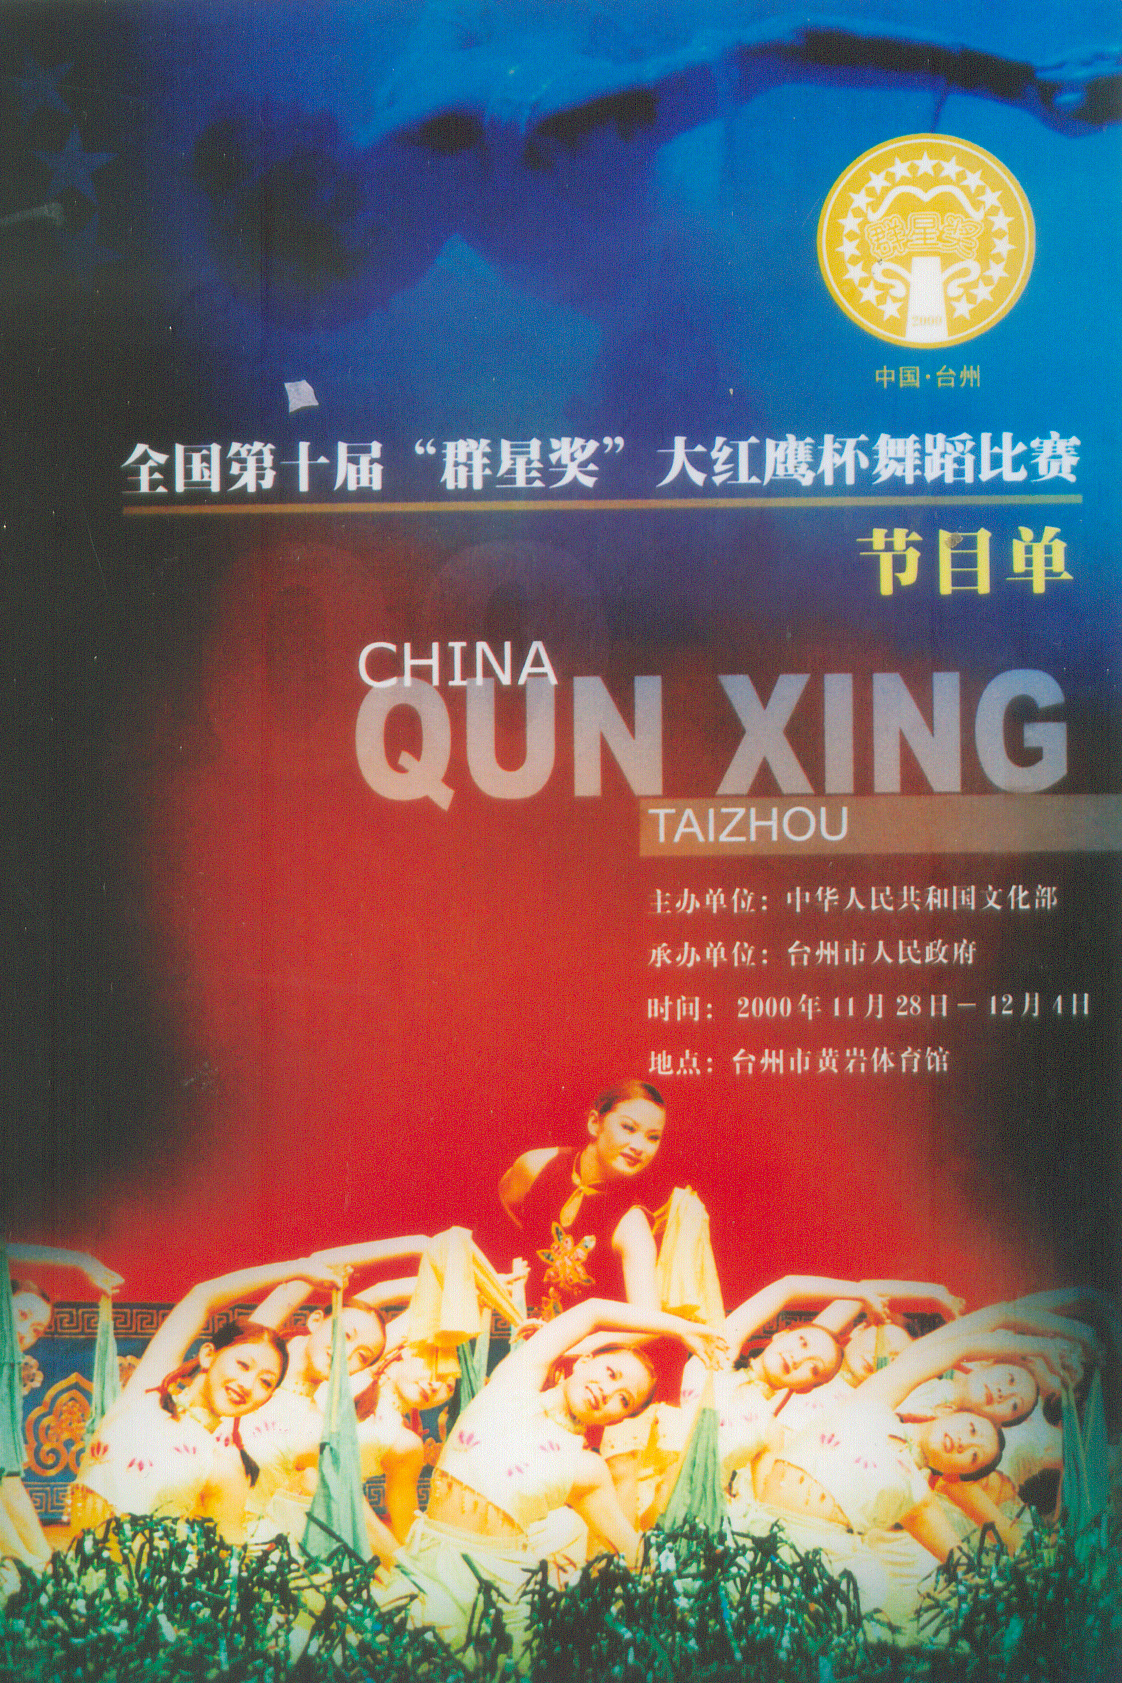 群星奖
2000
中国·台州
全国第十届“群星奖”大红鹰杯舞蹈比赛
节目单
CHINA
QUN XING
TAIZHOU
主办单位：中华人民共和国文化部
承办单位：台州市人民政府
时间：2000年11月28日－12月4日
地点：台州市黄岩体育馆